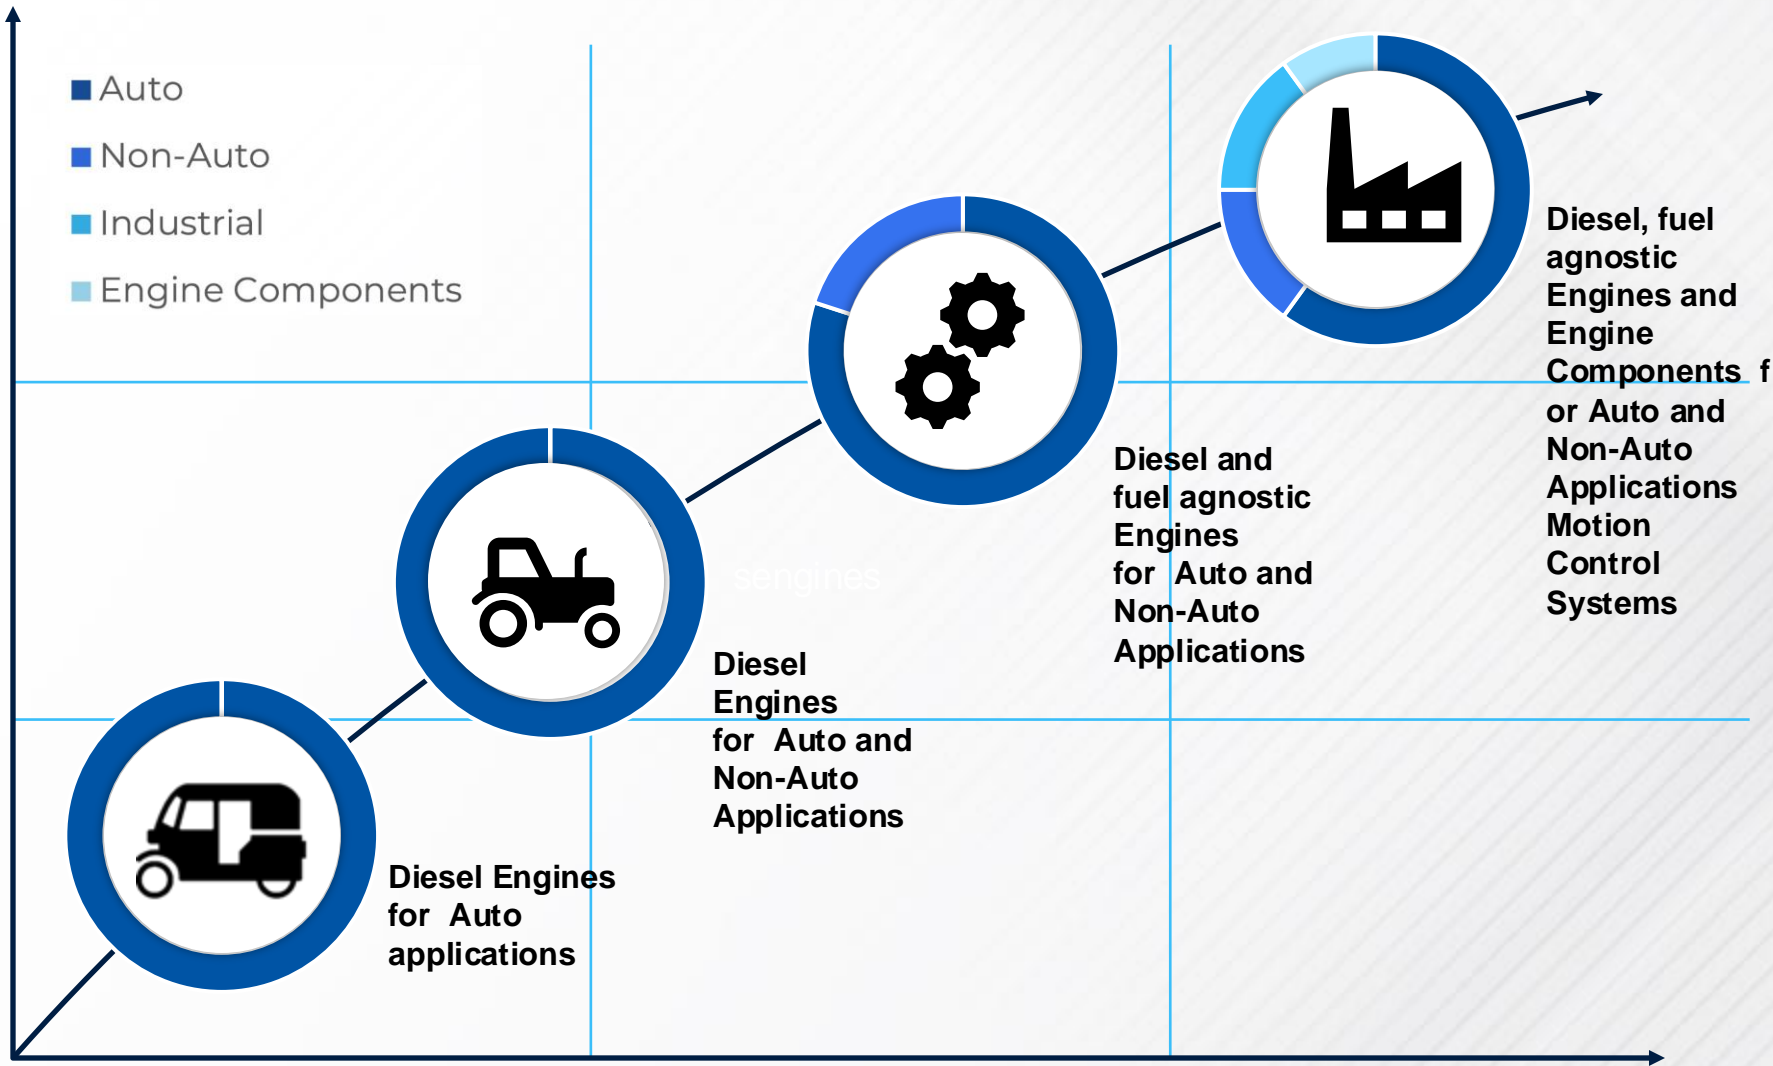 Auto
Non-Auto
Industrial
Engine Components
Diesel, fuel
agnostic
Engines and
Engine
Components f
or Auto and
Non-Auto
Applications
Motion
Control
Systems
Diesel and
fuel agnostic
Engines
for Auto and
Non-Auto
Applications
sengines
Diesel
Engines
for Auto and
Non-Auto
Applications
Diesel Engines
for Auto
applications